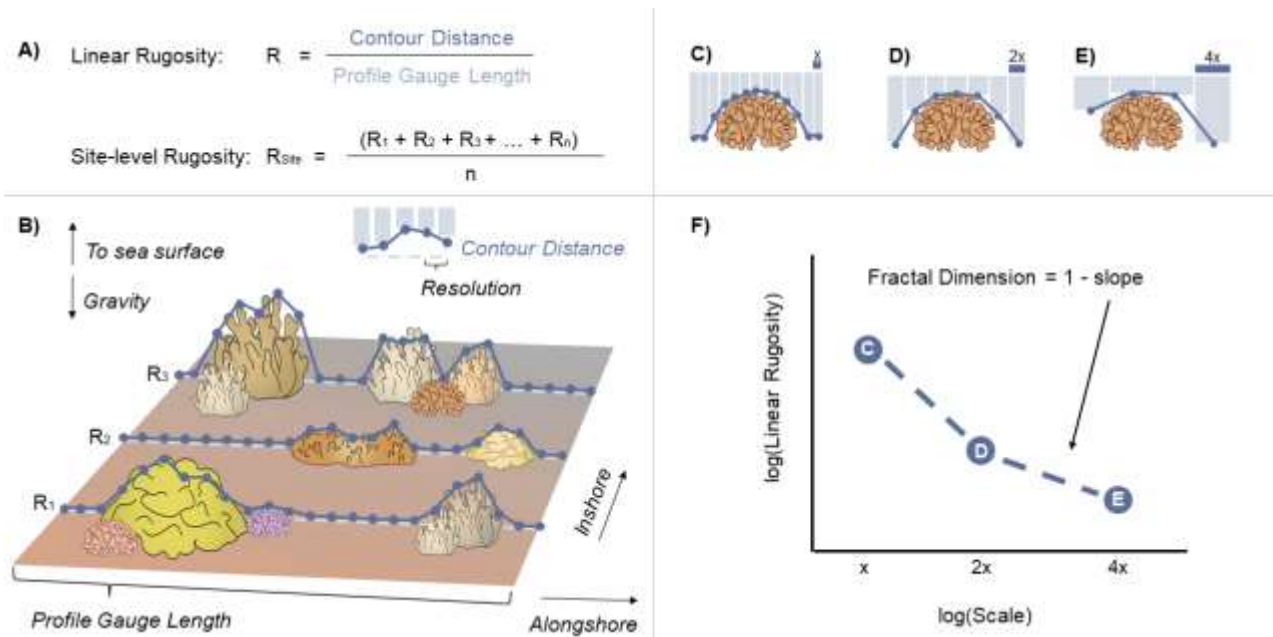 A)
Linear Rugosity: R = Contour Distance
Profile Gauge Length
Site-level Rugosity: RSite = (R1 + R2 + R3 + … + Rn)
n
B)
To sea surface
Gravity
Contour Distance
Resolution
R3
R2
R1
Inshore
Profile Gauge Length
Alongshore
C)
x
D)
2x
E)
4x
F)
Fractal Dimension = 1 - slope
log(Linear Rugosity)
C
D
E
x 2x 4x
log(Scale)